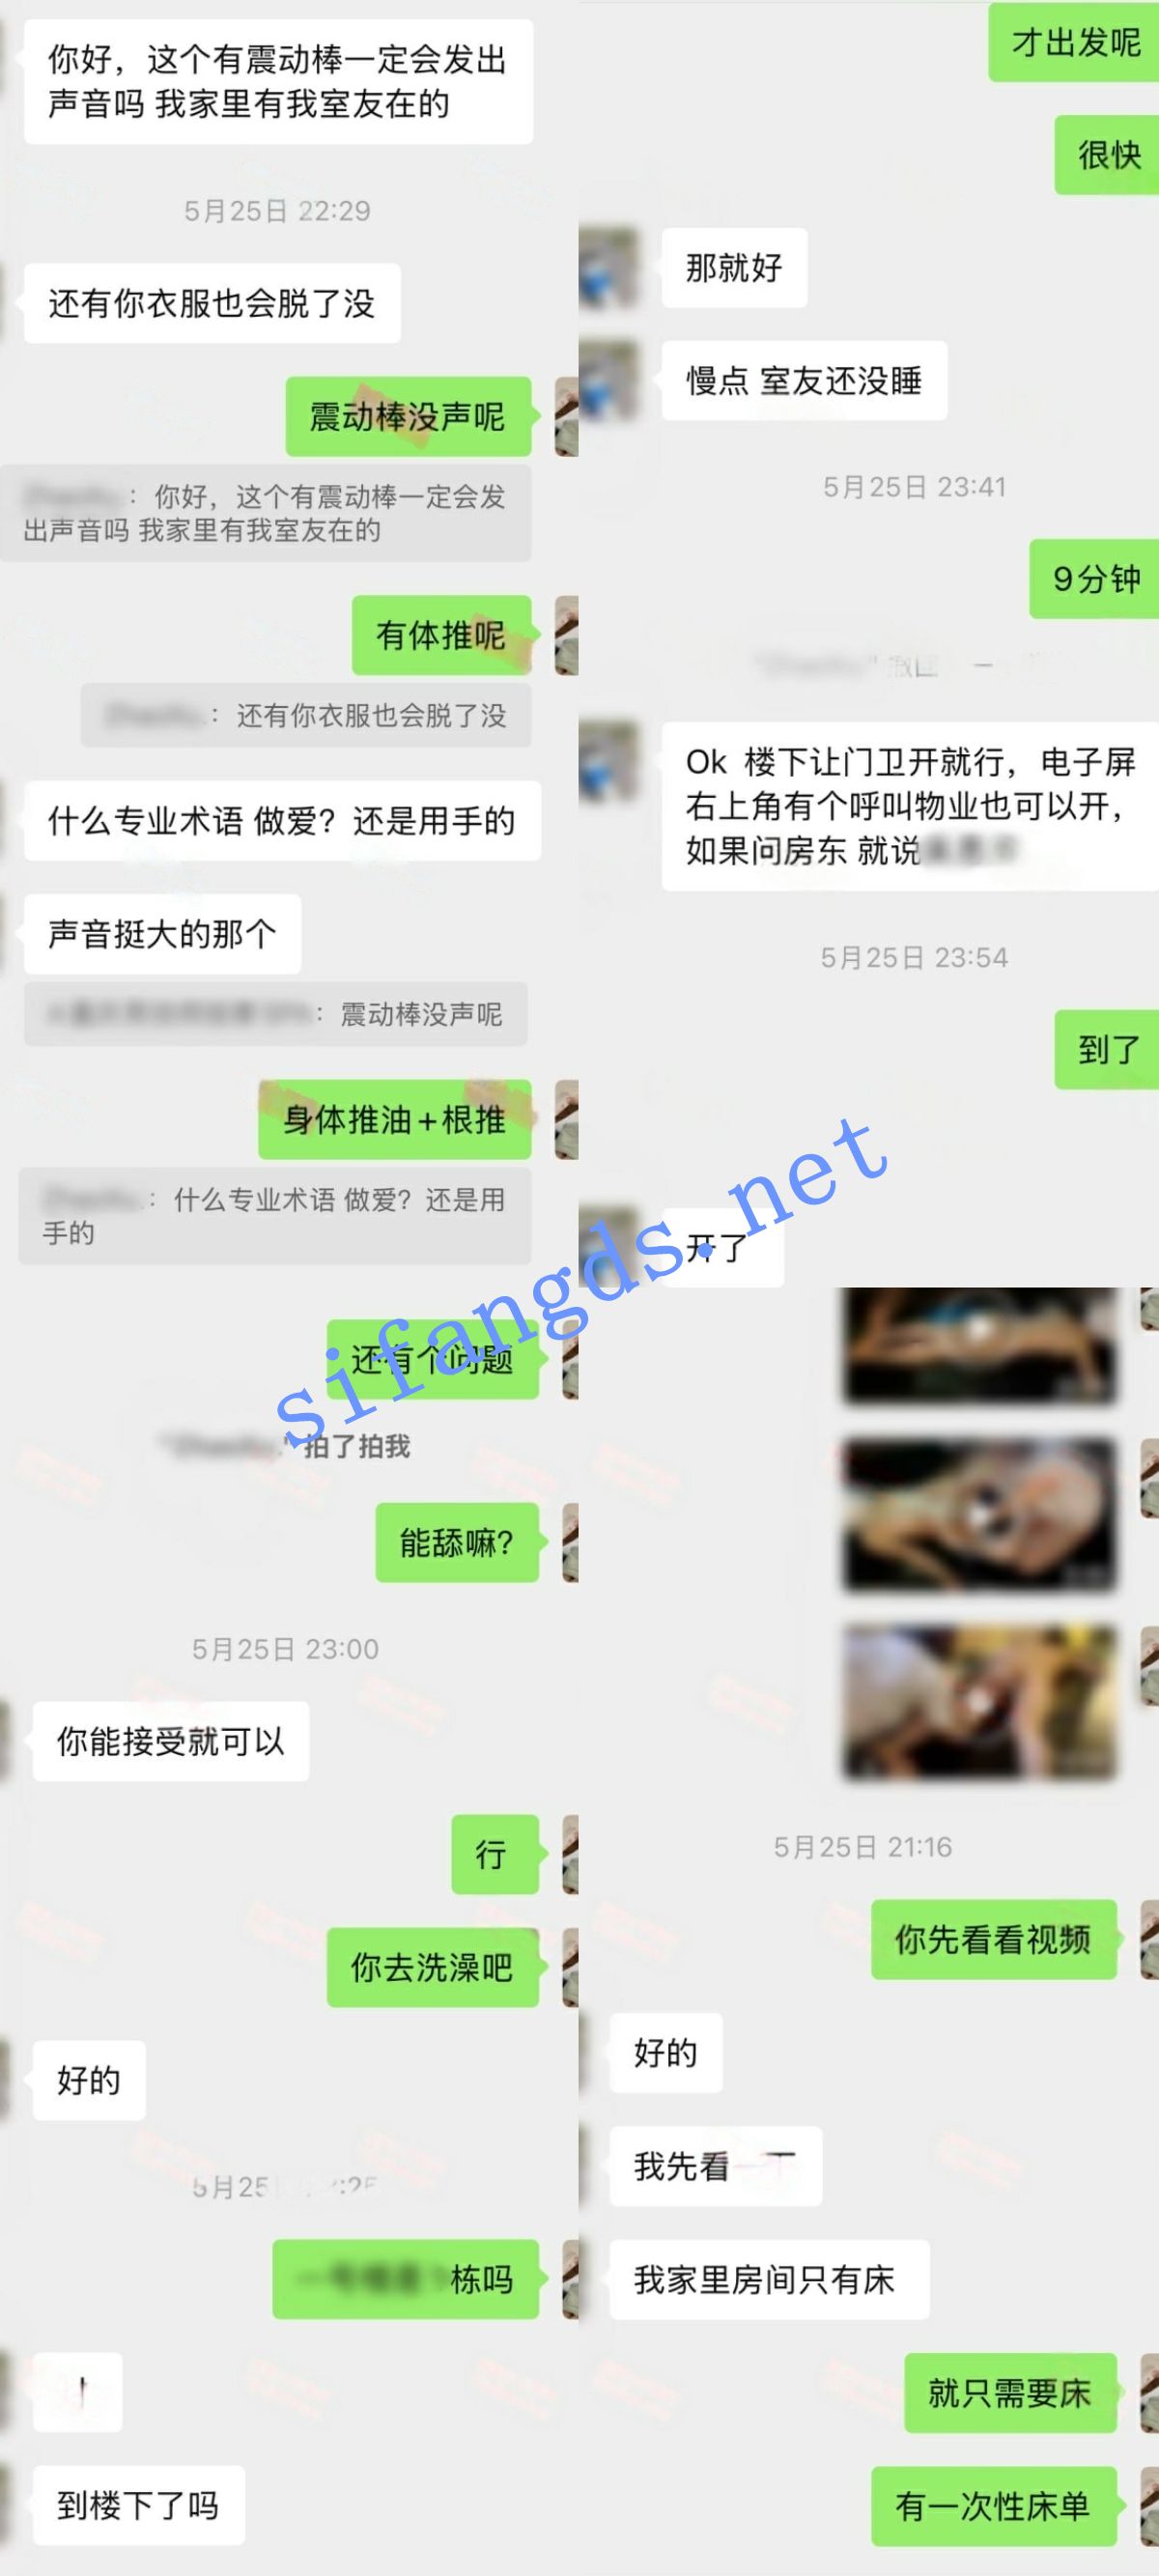 你好，这个有震动棒一定会发出
声音吗 我家里有我室友在的
5月25日 22:29
还有你衣服也会脱了没
震动棒没声呢
：你好，这个有震动棒一定会发
出声音吗 我家里有我室友在的
有体推呢
：还有你衣服也会脱了没
什么专业术语 做爱？还是用手的
声音挺大的那个
：震动棒没声呢
身体推油+根推
：什么专业术语 做爱？还是用
手的
还有个问题
拍了拍我
能舔嘛?
5月25日 23:00
你能接受就可以
行
你去洗澡吧
好的
5月25
栋吗
到楼下了吗
才出发呢
很快
那就好
慢点 室友还没睡
5月25日 23:41
9分钟
Ok 楼下让门卫开就行，电子屏
右上角有个呼叫物业也可以开，
如果问房东 就说
5月25日 23:54
到了
开了
5月25日 21:16
你先看看视频
好的
我先看
我家里房间只有床
就只需要床
有一次性床单
sifangds.net